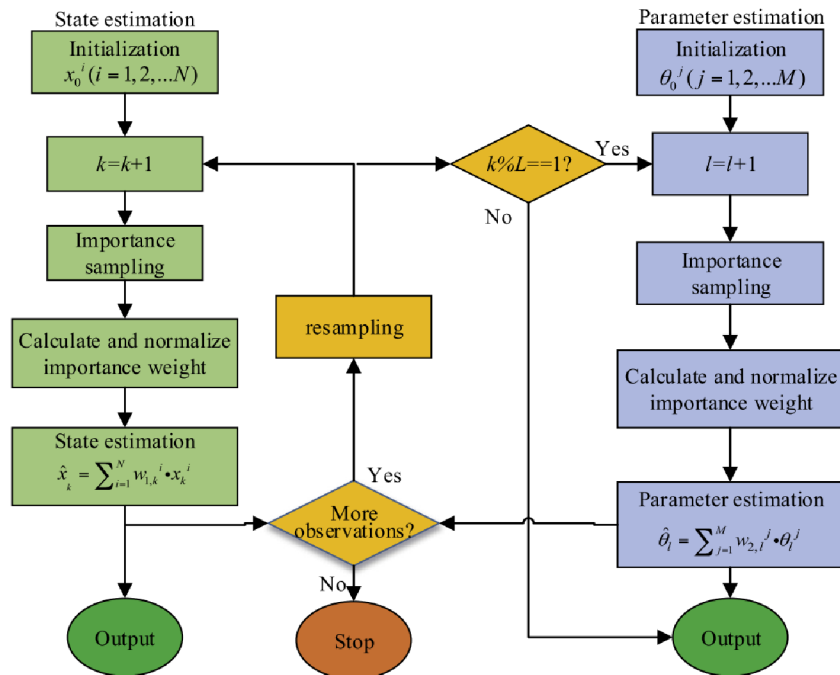 State estimation
Initialization
x₀ⁱ(i = 1,2,...N)
k=k+1
Importance
sampling
Calculate and normalize
importance weight
State estimation
x̂ₖ = ∑ᵢ₌₁ᴺ w₁,ₖⁱ•xₖⁱ
Output
resampling
Yes
More
observations?
No
Stop
k%L==1?
Yes
No
Parameter estimation
Initialization
θ₀ʲ(j = 1,2,...M)
l=l+1
Importance
sampling
Calculate and normalize
importance weight
Parameter estimation
θ̂ₗ = ∑ⱼ₌₁ᴹ w₂,ₗʲ•θₗʲ
Output